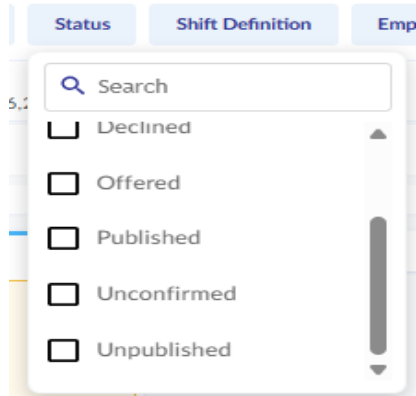 Status Shift Definition Emp
Search
Declined
Offered
Published
Unconfirmed
Unpublished